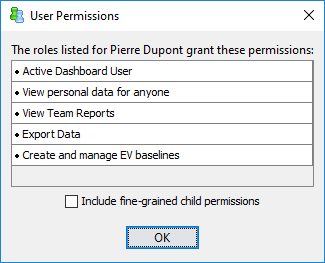 User Permissions
The roles listed for Pierre Dupont grant these permissions:
• Active Dashboard User
• View personal data for anyone
• View Team Reports
• Export Data
• Create and manage EV baselines
Include fine-grained child permissions
OK